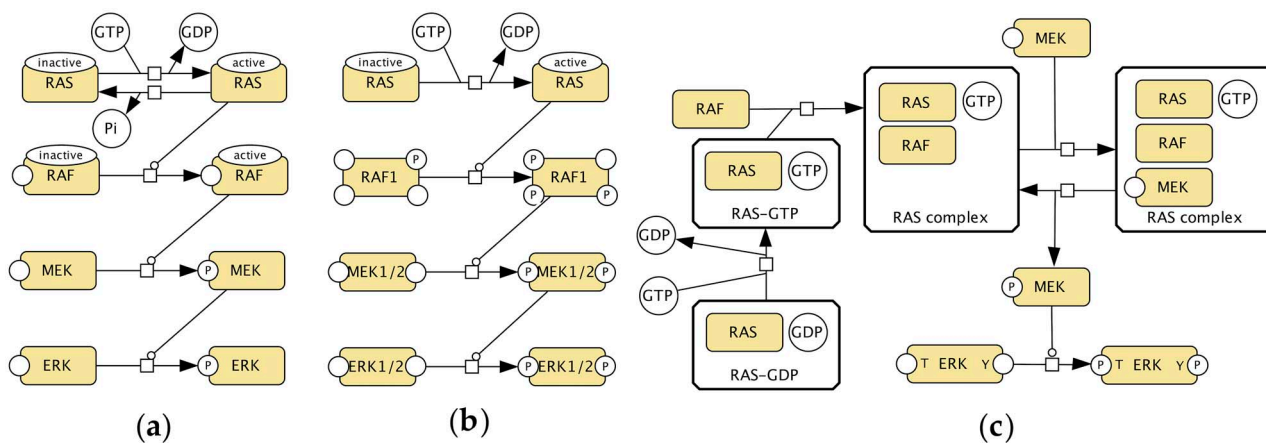 GTP GDP
inactive active
RAS RAS
Pi
inactive active
RAF RAF
MEK P MEK
ERK P ERK
(a)
GTP GDP
inactive active
RAS RAS
P P
RAF1 RAF1
P P
MEK1/2 P MEK1/2 P
ERK1/2 P ERK1/2 P
(b)
MEK
RAF
RAS GTP
RAF
RAS complex
RAS GTP
RAF
MEK
RAS complex
RAS GTP
RAS-GTP
GDP
GTP
RAS GDP
RAS-GDP
P MEK
T ERK Y
P T ERK Y P
(c)